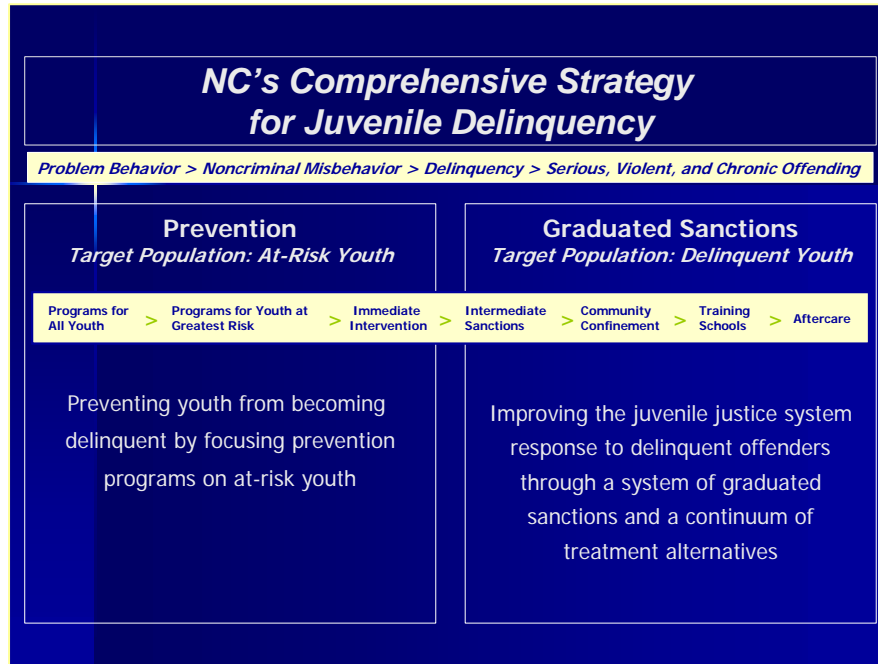 NC's Comprehensive Strategy
for Juvenile Delinquency
Problem Behavior > Noncriminal Misbehavior > Delinquency > Serious, Violent, and Chronic Offending
Prevention
Target Population: At-Risk Youth
Graduated Sanctions
Target Population: Delinquent Youth
Programs for
All Youth
>
Programs for Youth at
Greatest Risk
>
Immediate
Intervention
>
Intermediate
Sanctions
>
Community
Confinement
>
Training
Schools
>
Aftercare
Preventing youth from becoming
delinquent by focusing prevention
programs on at-risk youth
Improving the juvenile justice system
response to delinquent offenders
through a system of graduated
sanctions and a continuum of
treatment alternatives